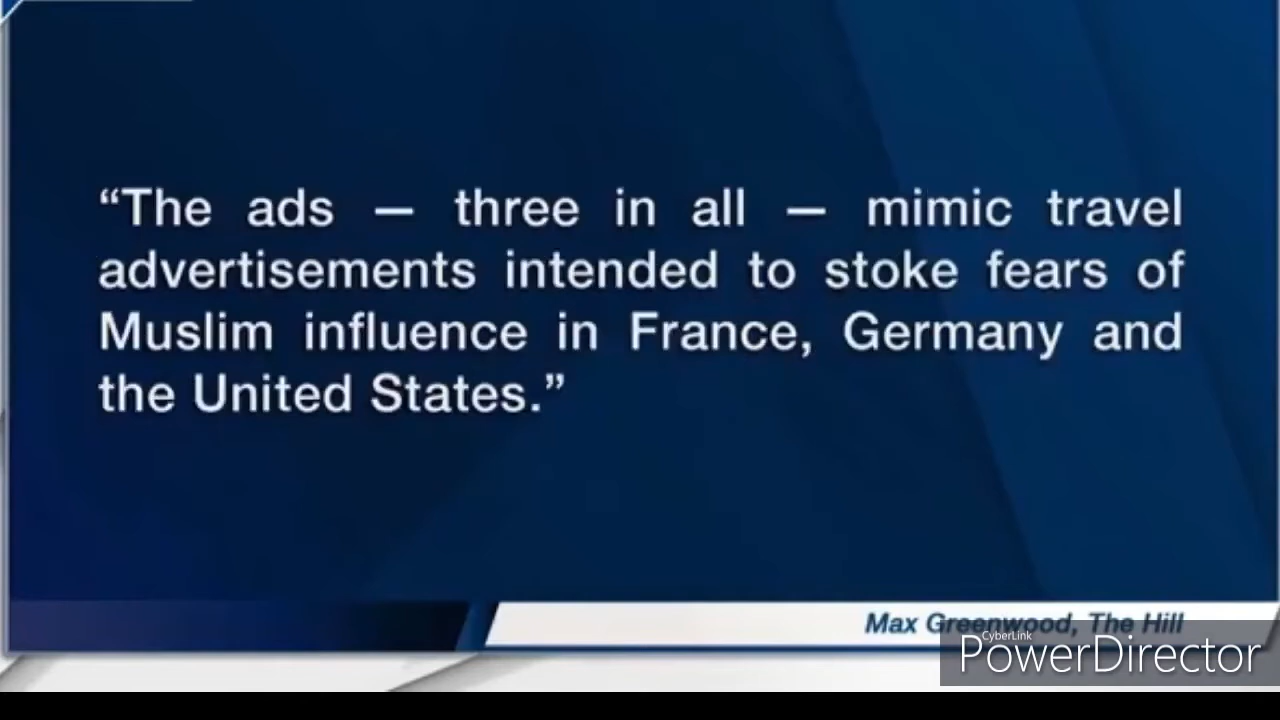 “The ads — three in all — mimic travel
advertisements intended to stoke fears of
Muslim influence in France, Germany and
the United States.”
Max Greenwood, The Hill
CyberLink
PowerDirector